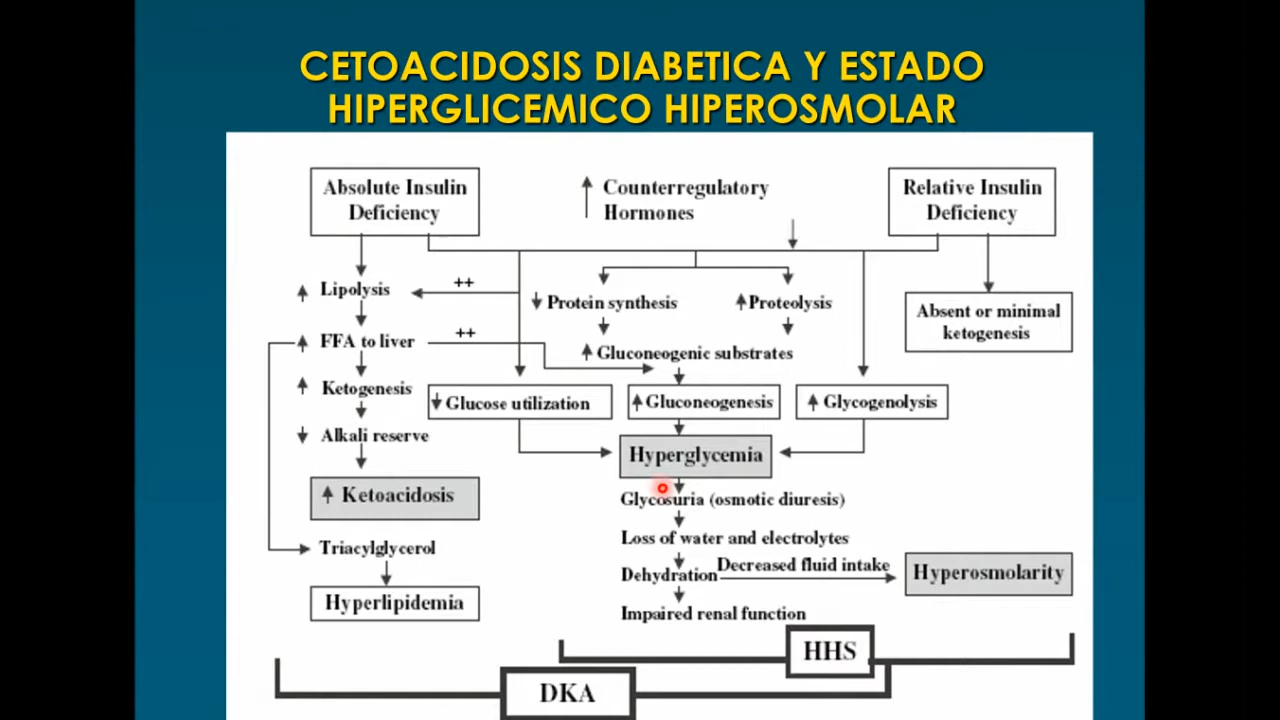 CETOACIDOSIS DIABETICA Y ESTADO
HIPERGLICEMICO HIPEROSMOLAR
Absolute Insulin
Deficiency
Counterregulatory
Hormones
Relative Insulin
Deficiency
Lipolysis
++
Protein synthesis
Proteolysis
Absent or minimal
ketogenesis
FFA to liver
++
Gluconeogenic substrates
Ketogenesis
Glucose utilization
Gluconeogenesis
Glycogenolysis
Alkali reserve
Hyperglycemia
Ketoacidosis
Glycosuria (osmotic diuresis)
Loss of water and electrolytes
Triacylglycerol
Dehydration
Decreased fluid intake
Hyperosmolarity
Hyperlipidemia
Impaired renal function
HHS
DKA